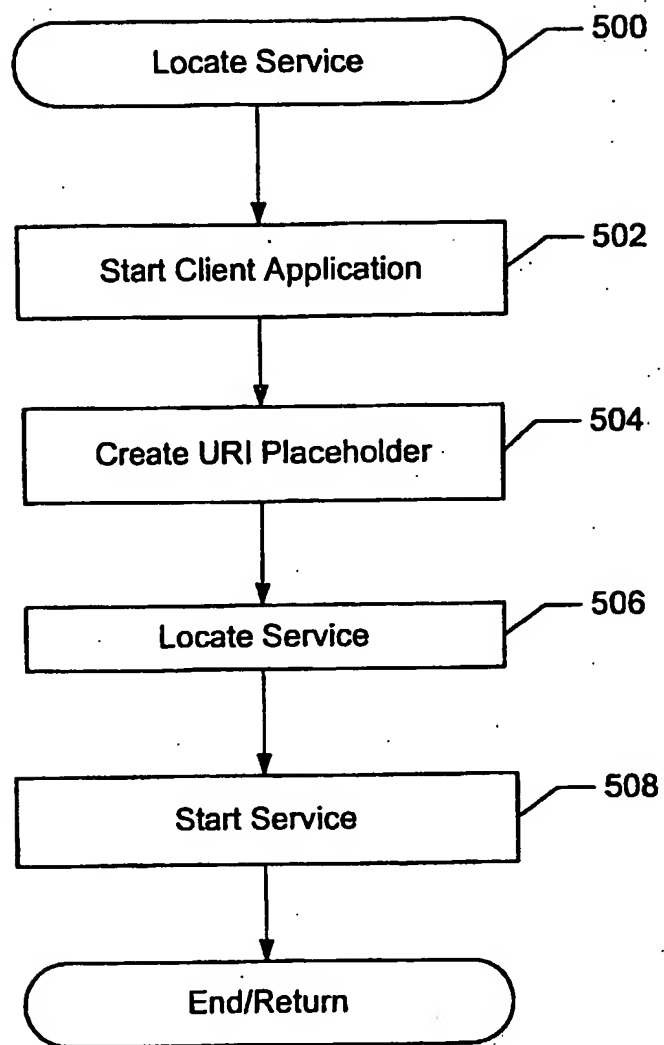 Locate Service
500
Start Client Application
502
Create URI Placeholder
504
Locate Service
506
Start Service
508
End/Return